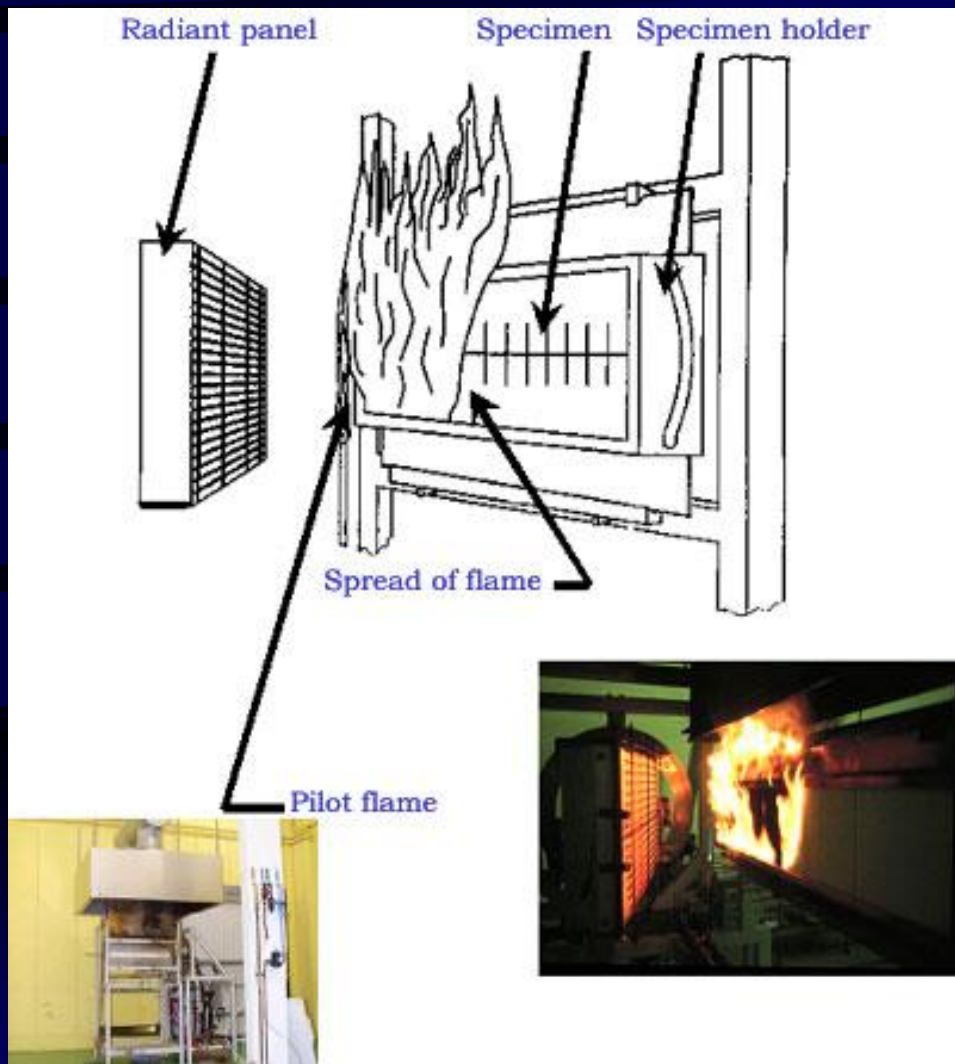 Radiant panel
Specimen
Specimen holder
Spread of flame
Pilot flame